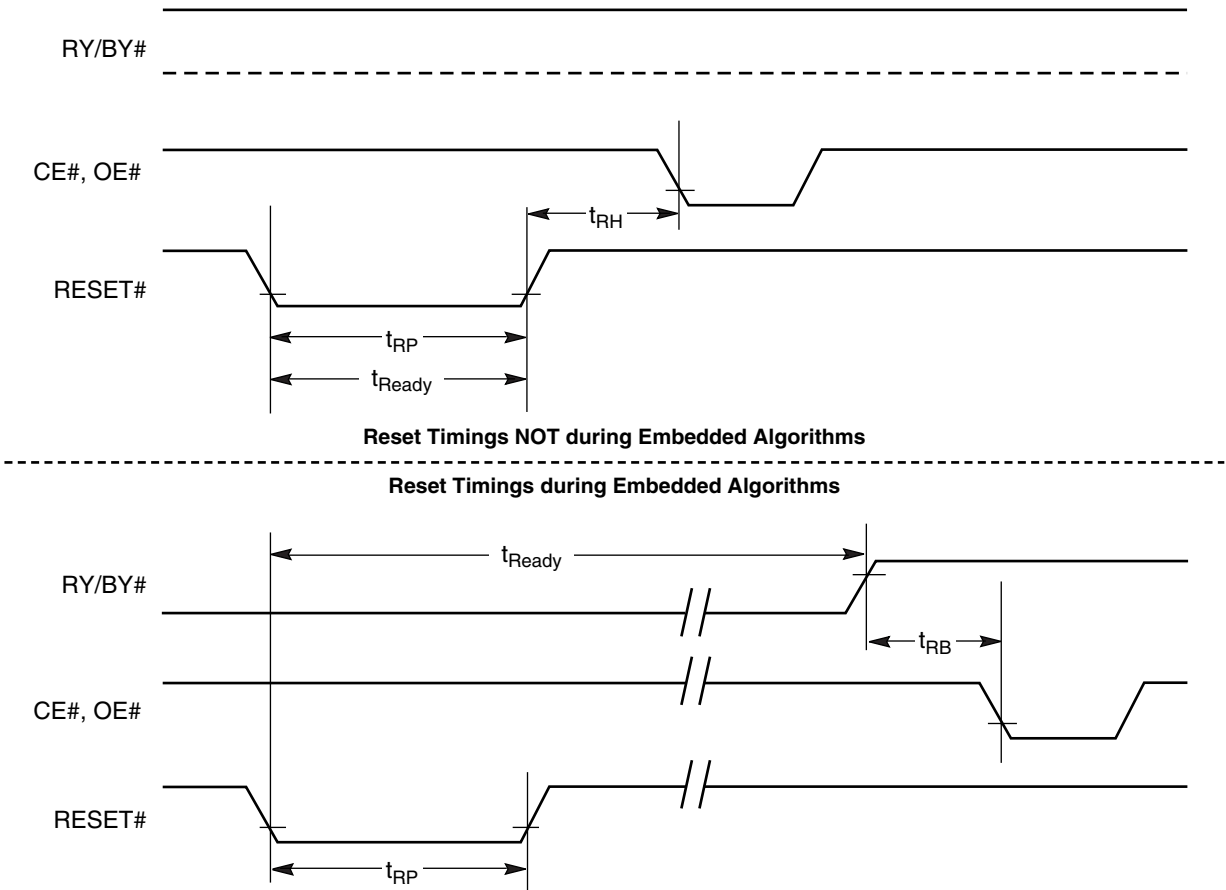 RY/BY#
CE#, OE#
tRH
RESET#
tRP
tReady
Reset Timings NOT during Embedded Algorithms
Reset Timings during Embedded Algorithms
tReady
RY/BY#
tRB
CE#, OE#
RESET#
tRP